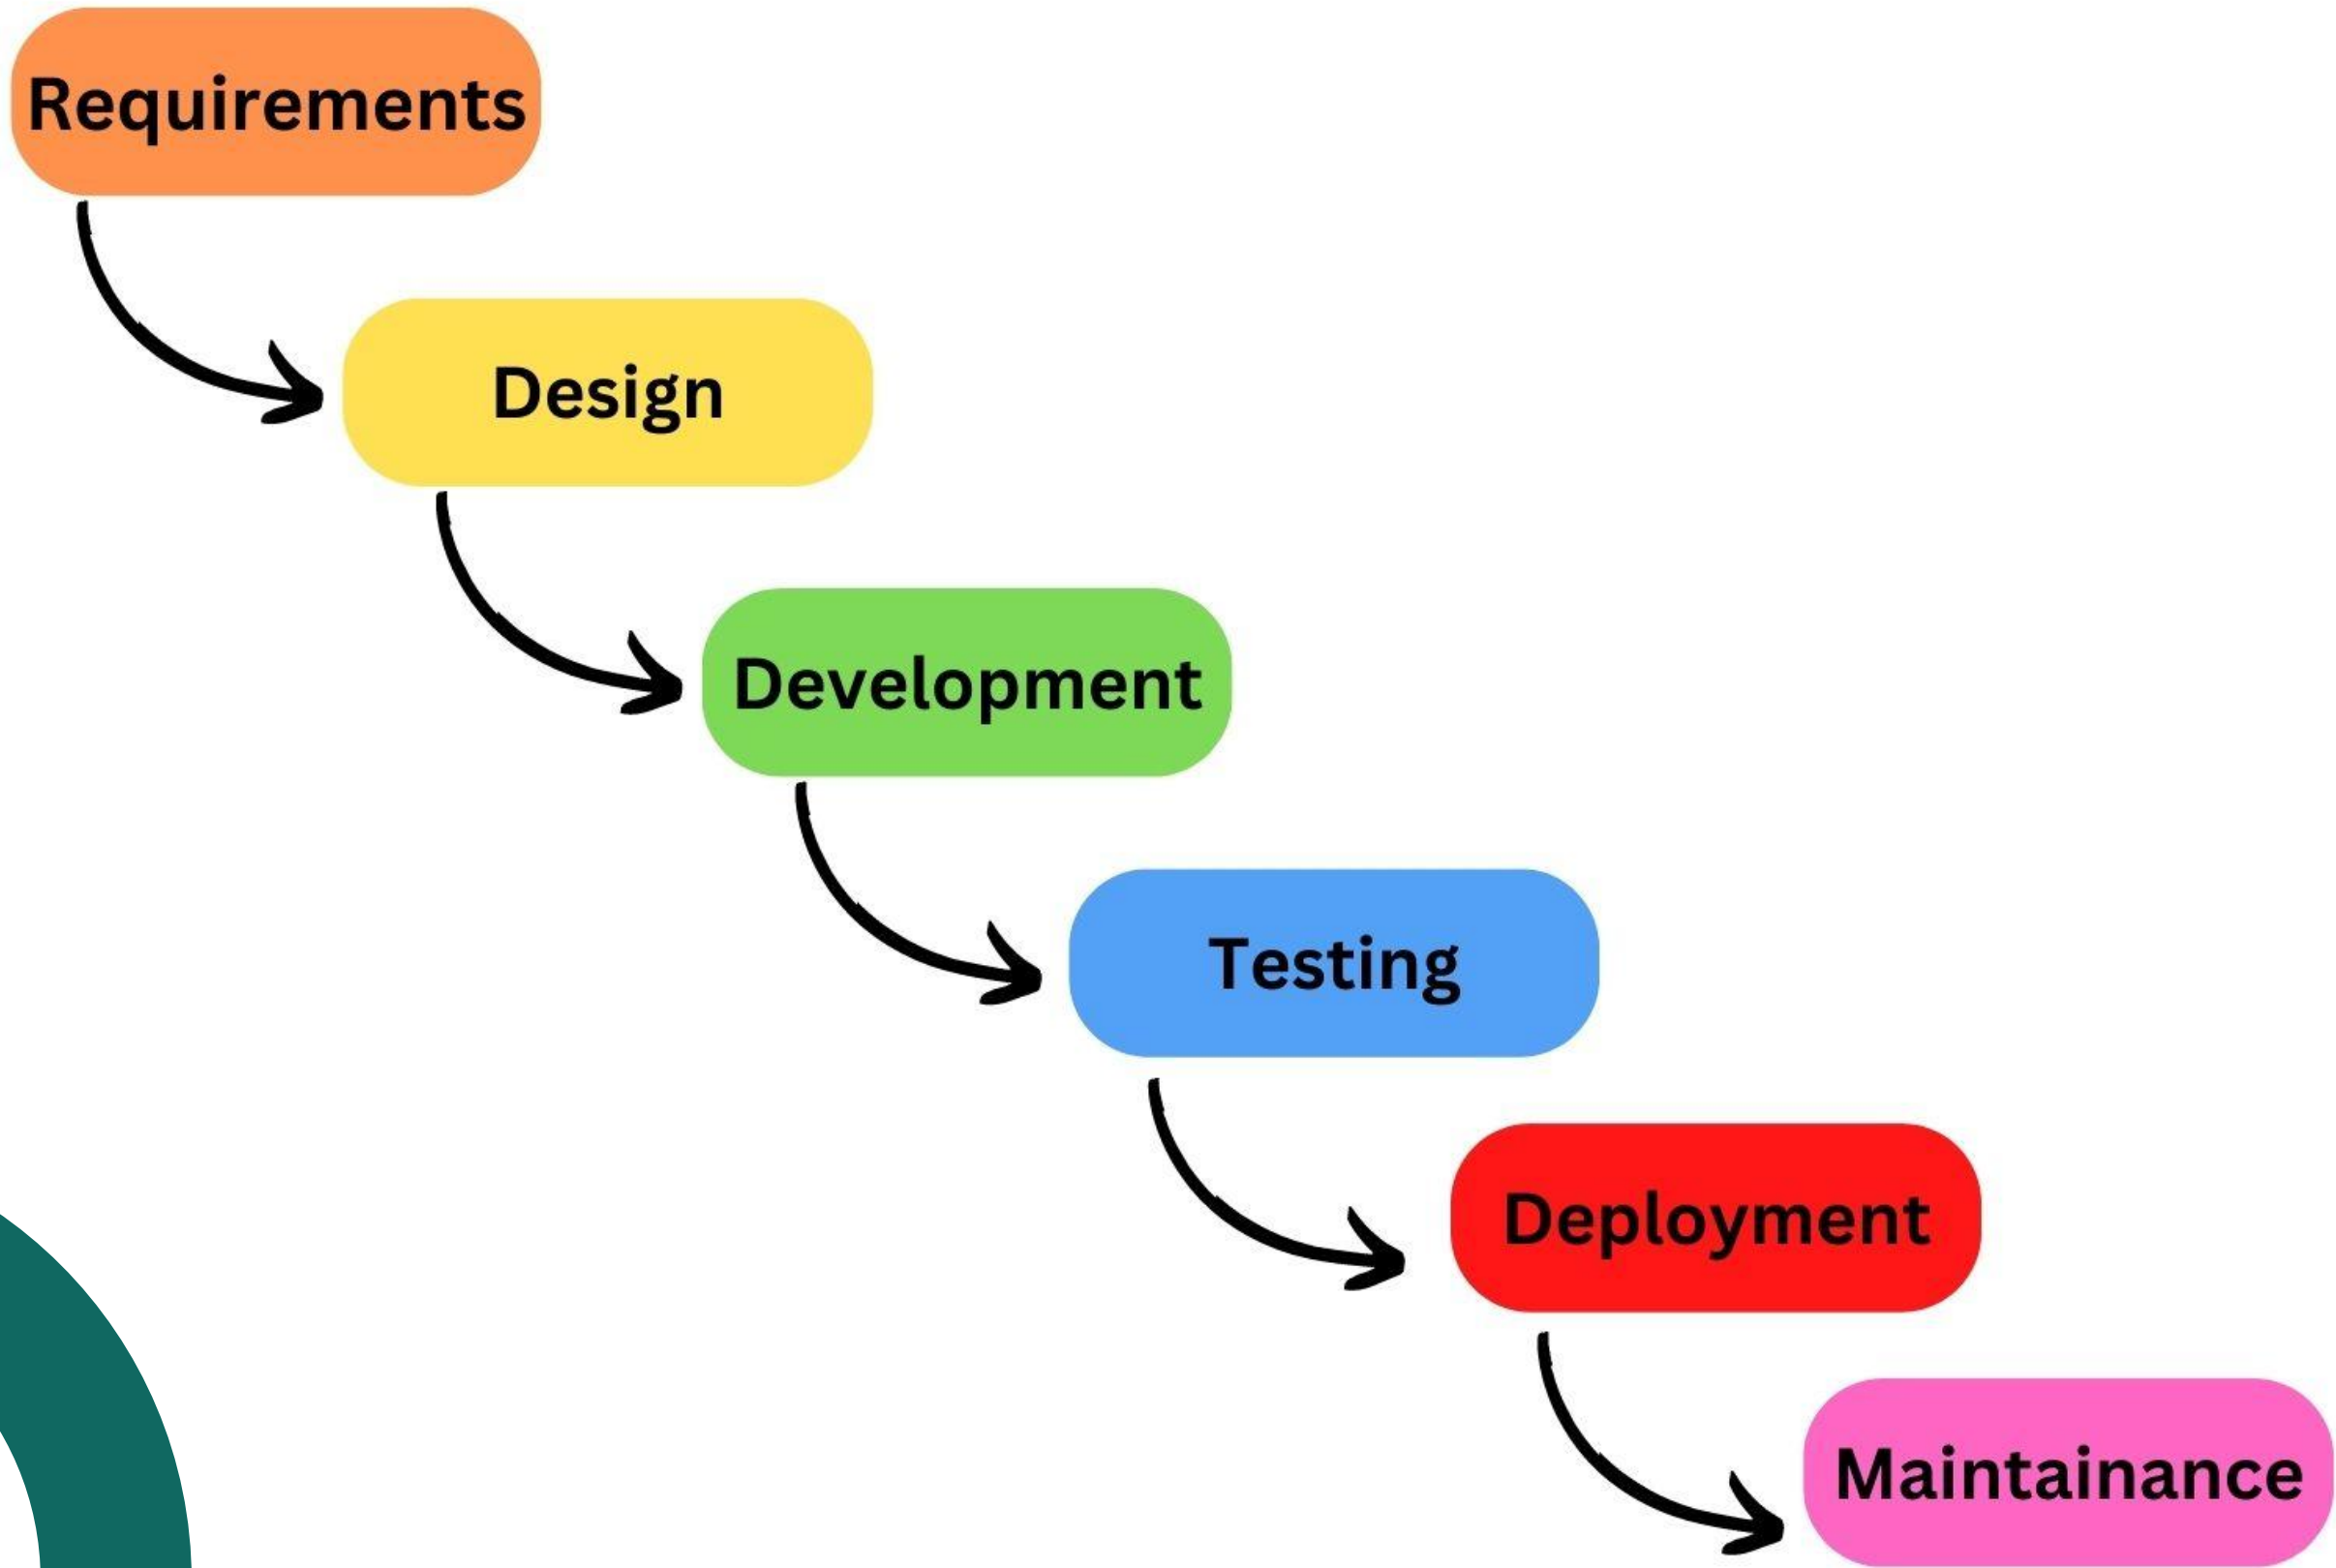 Requirements
Design
Development
Testing
Deployment
Maintainance